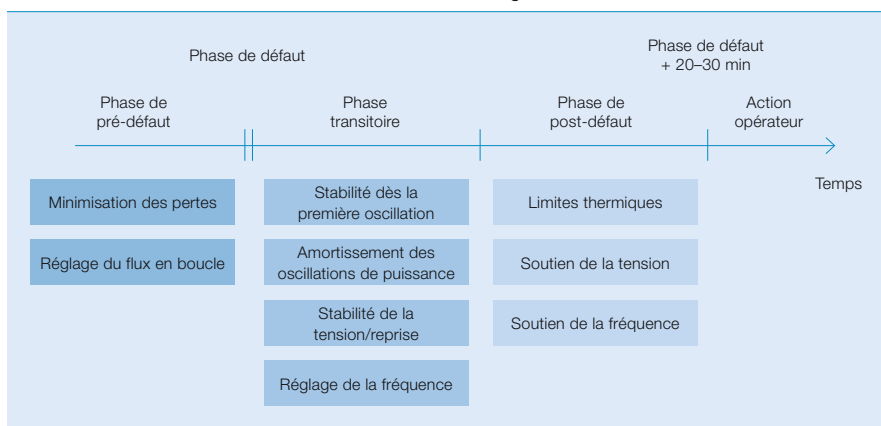 Phase de défaut
Phase de défaut
+ 20–30 min
Phase de
pré-défaut
Phase
transitoire
Phase de
post-défaut
Action
opérateur
Temps
Minimisation des pertes
Réglage du flux en boucle
Stabilité dès la
première oscillation
Amortissement des
oscillations de puissance
Stabilité de la
tension/reprise
Réglage de la fréquence
Limites thermiques
Soutien de la tension
Soutien de la fréquence